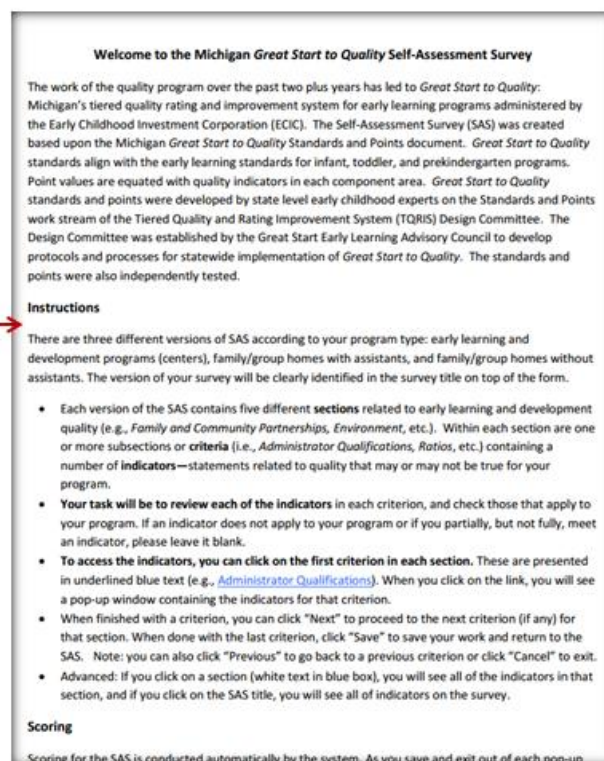 Welcome to the Michigan Great Start to Quality Self-Assessment Survey
The work of the quality program over the past two plus years has led to Great Start to Quality:
Michigan's tiered quality rating and improvement system for early learning programs administered by
the Early Childhood Investment Corporation (ECIC). The Self-Assessment Survey (SAS) was created
based upon the Michigan Great Start to Quality Standards and Points document. Great Start to Quality
standards align with the early learning standards for infant, toddler, and prekindergarten programs.
Point values are equated with quality indicators in each component area. Great Start to Quality
standards and points were developed by state level early childhood experts on the Standards and Points
work stream of the Tiered Quality and Rating Improvement System (TQRIS) Design Committee. The
Design Committee was established by the Great Start Early Learning Advisory Council to develop
protocols and processes for statewide implementation of Great Start to Quality. The standards and
points were also independently tested.
Instructions
There are three different versions of SAS according to your program type: early learning and
development programs (centers), family/group homes with assistants, and family/group homes without
assistants. The version of your survey will be clearly identified in the survey title on top of the form.
• Each version of the SAS contains five different sections related to early learning and development
quality (e.g., Family and Community Partnerships, Environment, etc.). Within each section are one
or more subsections or criteria (i.e., Administrator Qualifications, Ratios, etc.) containing a
number of indicators—statements related to quality that may or may not be true for your
program.
• Your task will be to review each of the indicators in each criterion, and check those that apply to
your program. If an indicator does not apply to your program or if you partially, but not fully, meet
an indicator, please leave it blank.
• To access the indicators, you can click on the first criterion in each section. These are presented
in underlined blue text (e.g., Administrator Qualifications). When you click on the link, you will see
a pop-up window containing the indicators for that criterion.
• When finished with a criterion, you can click "Next" to proceed to the next criterion (if any) for
that section. When done with the last criterion, click "Save" to save your work and return to the
SAS. Note: you can also click "Previous" to go back to a previous criterion or click "Cancel" to exit.
• Advanced: If you click on a section (white text in blue box), you will see all of the indicators in that
section, and if you click on the SAS title, you will see all of indicators on the survey.
Scoring
Scoring for the SAS is conducted automatically by the system. As you save and exit out of each pop-up